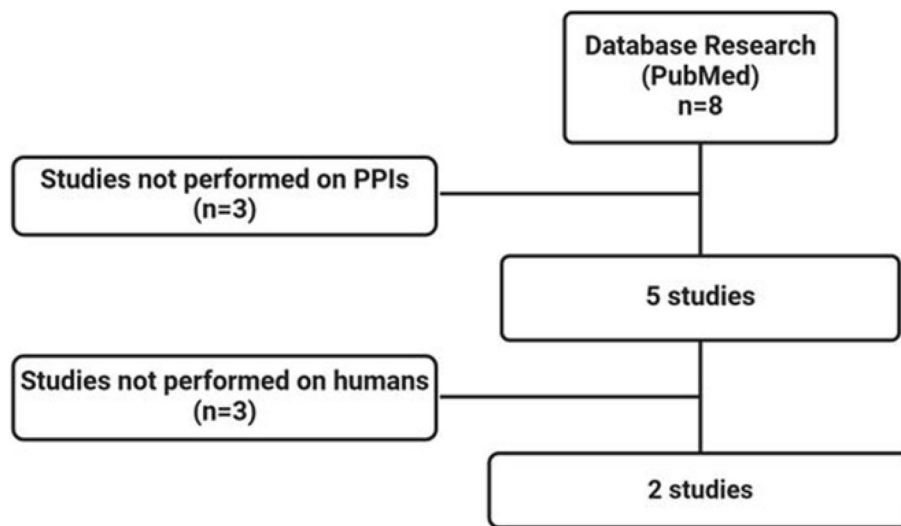 Database Research
(PubMed)
n=8
Studies not performed on PPIs
(n=3)
5 studies
Studies not performed on humans
(n=3)
2 studies